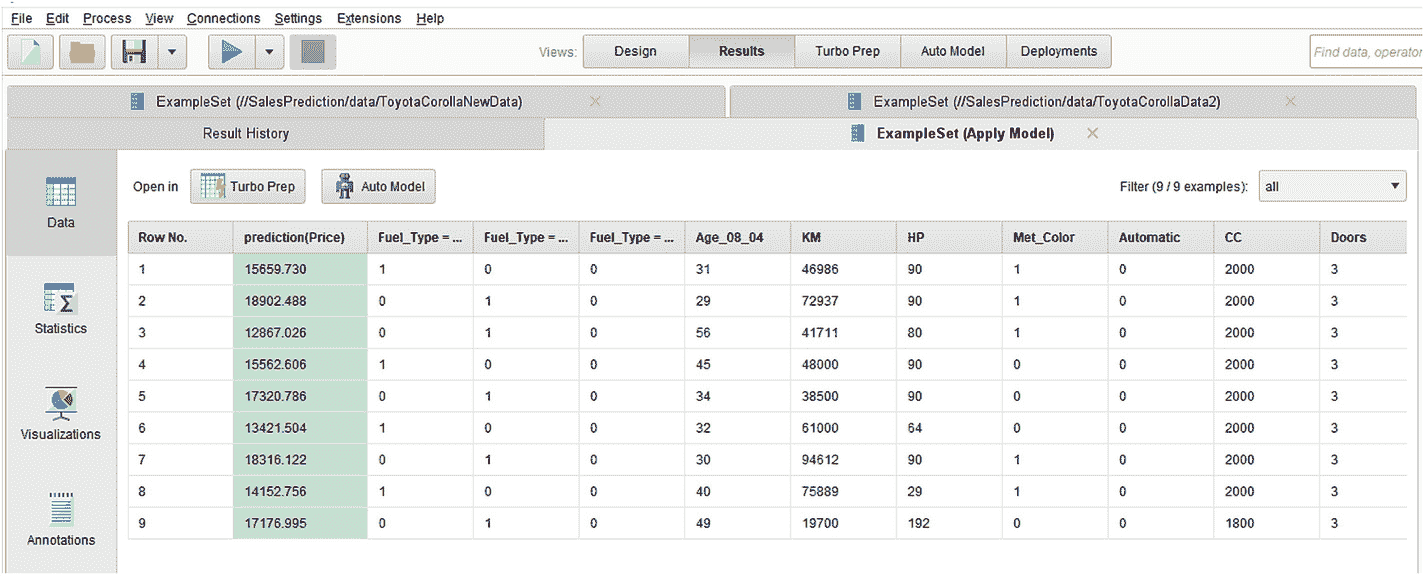 File Edit Process View Connections Settings Extensions Help
Views: Design Results Turbo Prep Auto Model Deployments Find data, operator
ExampleSet (//SalesPrediction/data/ToyotaCorollaNewData) ExampleSet (//SalesPrediction/data/ToyotaCorollaData2)
Result History ExampleSet (Apply Model)
Open in Turbo Prep Auto Model Filter (9 / 9 examples): all
Data
Statistics
Visualizations
Annotations
Row No. prediction(Price) Fuel_Type = ... Fuel_Type = ... Fuel_Type = ... Age_08_04 KM HP Met_Color Automatic CC Doors
1 15659.730 1 0 0 31 46986 90 1 0 2000 3
2 18902.488 0 1 0 29 72937 90 1 0 2000 3
3 12867.026 0 1 0 56 41711 80 1 0 2000 3
4 15562.606 1 0 0 45 48000 90 0 0 2000 3
5 17320.786 0 1 0 34 38500 90 0 0 2000 3
6 13421.504 1 0 0 32 61000 64 0 0 2000 3
7 18316.122 0 1 0 30 94612 90 1 0 2000 3
8 14152.756 1 0 0 40 75889 29 1 0 2000 3
9 17176.995 0 1 0 49 19700 192 0 0 1800 3